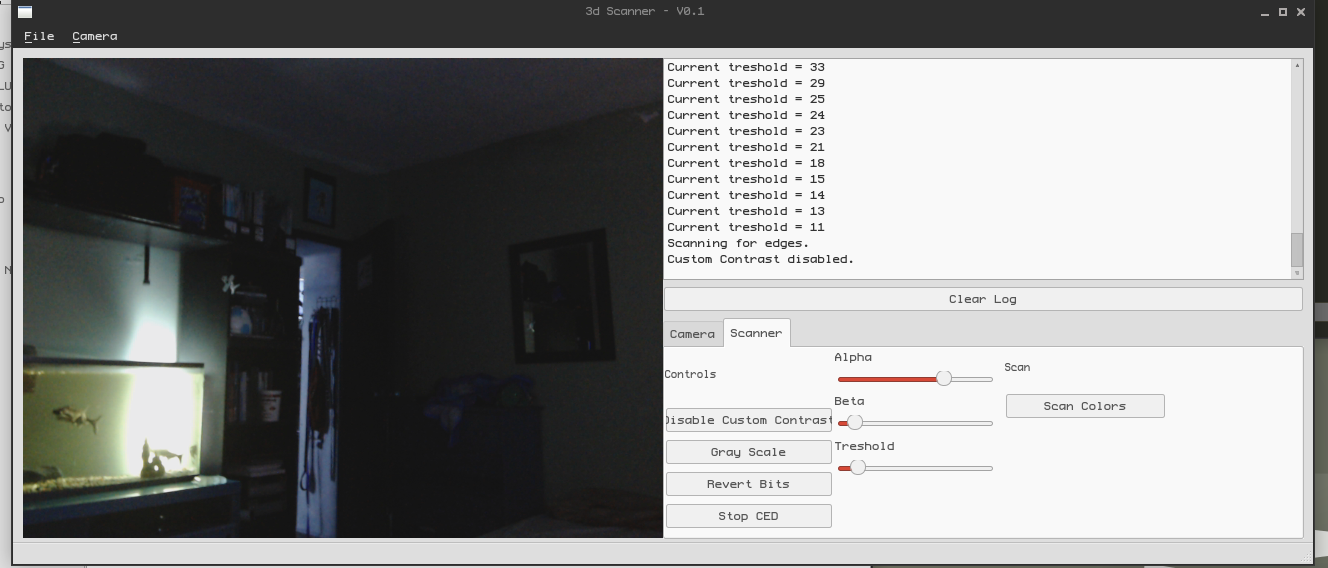 3d Scanner - V0.1
File Camera
Current treshold = 33
Current treshold = 29
Current treshold = 25
Current treshold = 24
Current treshold = 23
Current treshold = 21
Current treshold = 18
Current treshold = 15
Current treshold = 14
Current treshold = 13
Current treshold = 11
Scanning for edges.
Custom Contrast disabled.
Clear Log
Camera Scanner
Controls
Disable Custom Contrast
Gray Scale
Revert Bits
Stop CED
Alpha
Beta
Treshold
Scan
Scan Colors